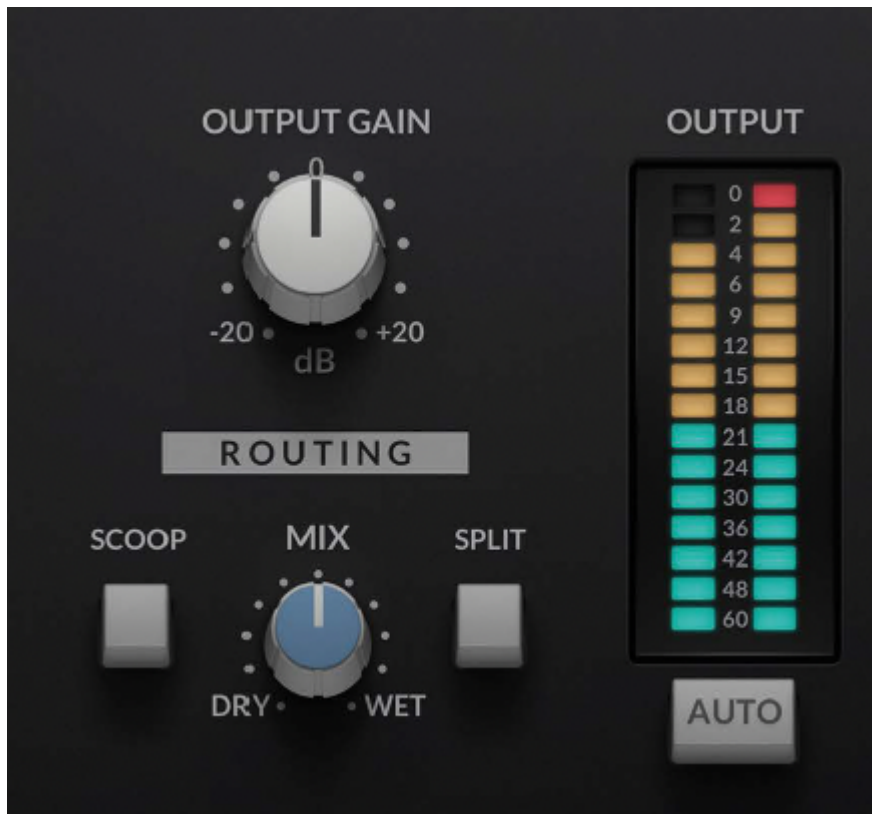 OUTPUT GAIN
0
-20
+20
dB
ROUTING
SCOOP
MIX
SPLIT
DRY
WET
OUTPUT
0
2
4
6
9
12
15
18
21
24
30
36
42
48
60
AUTO